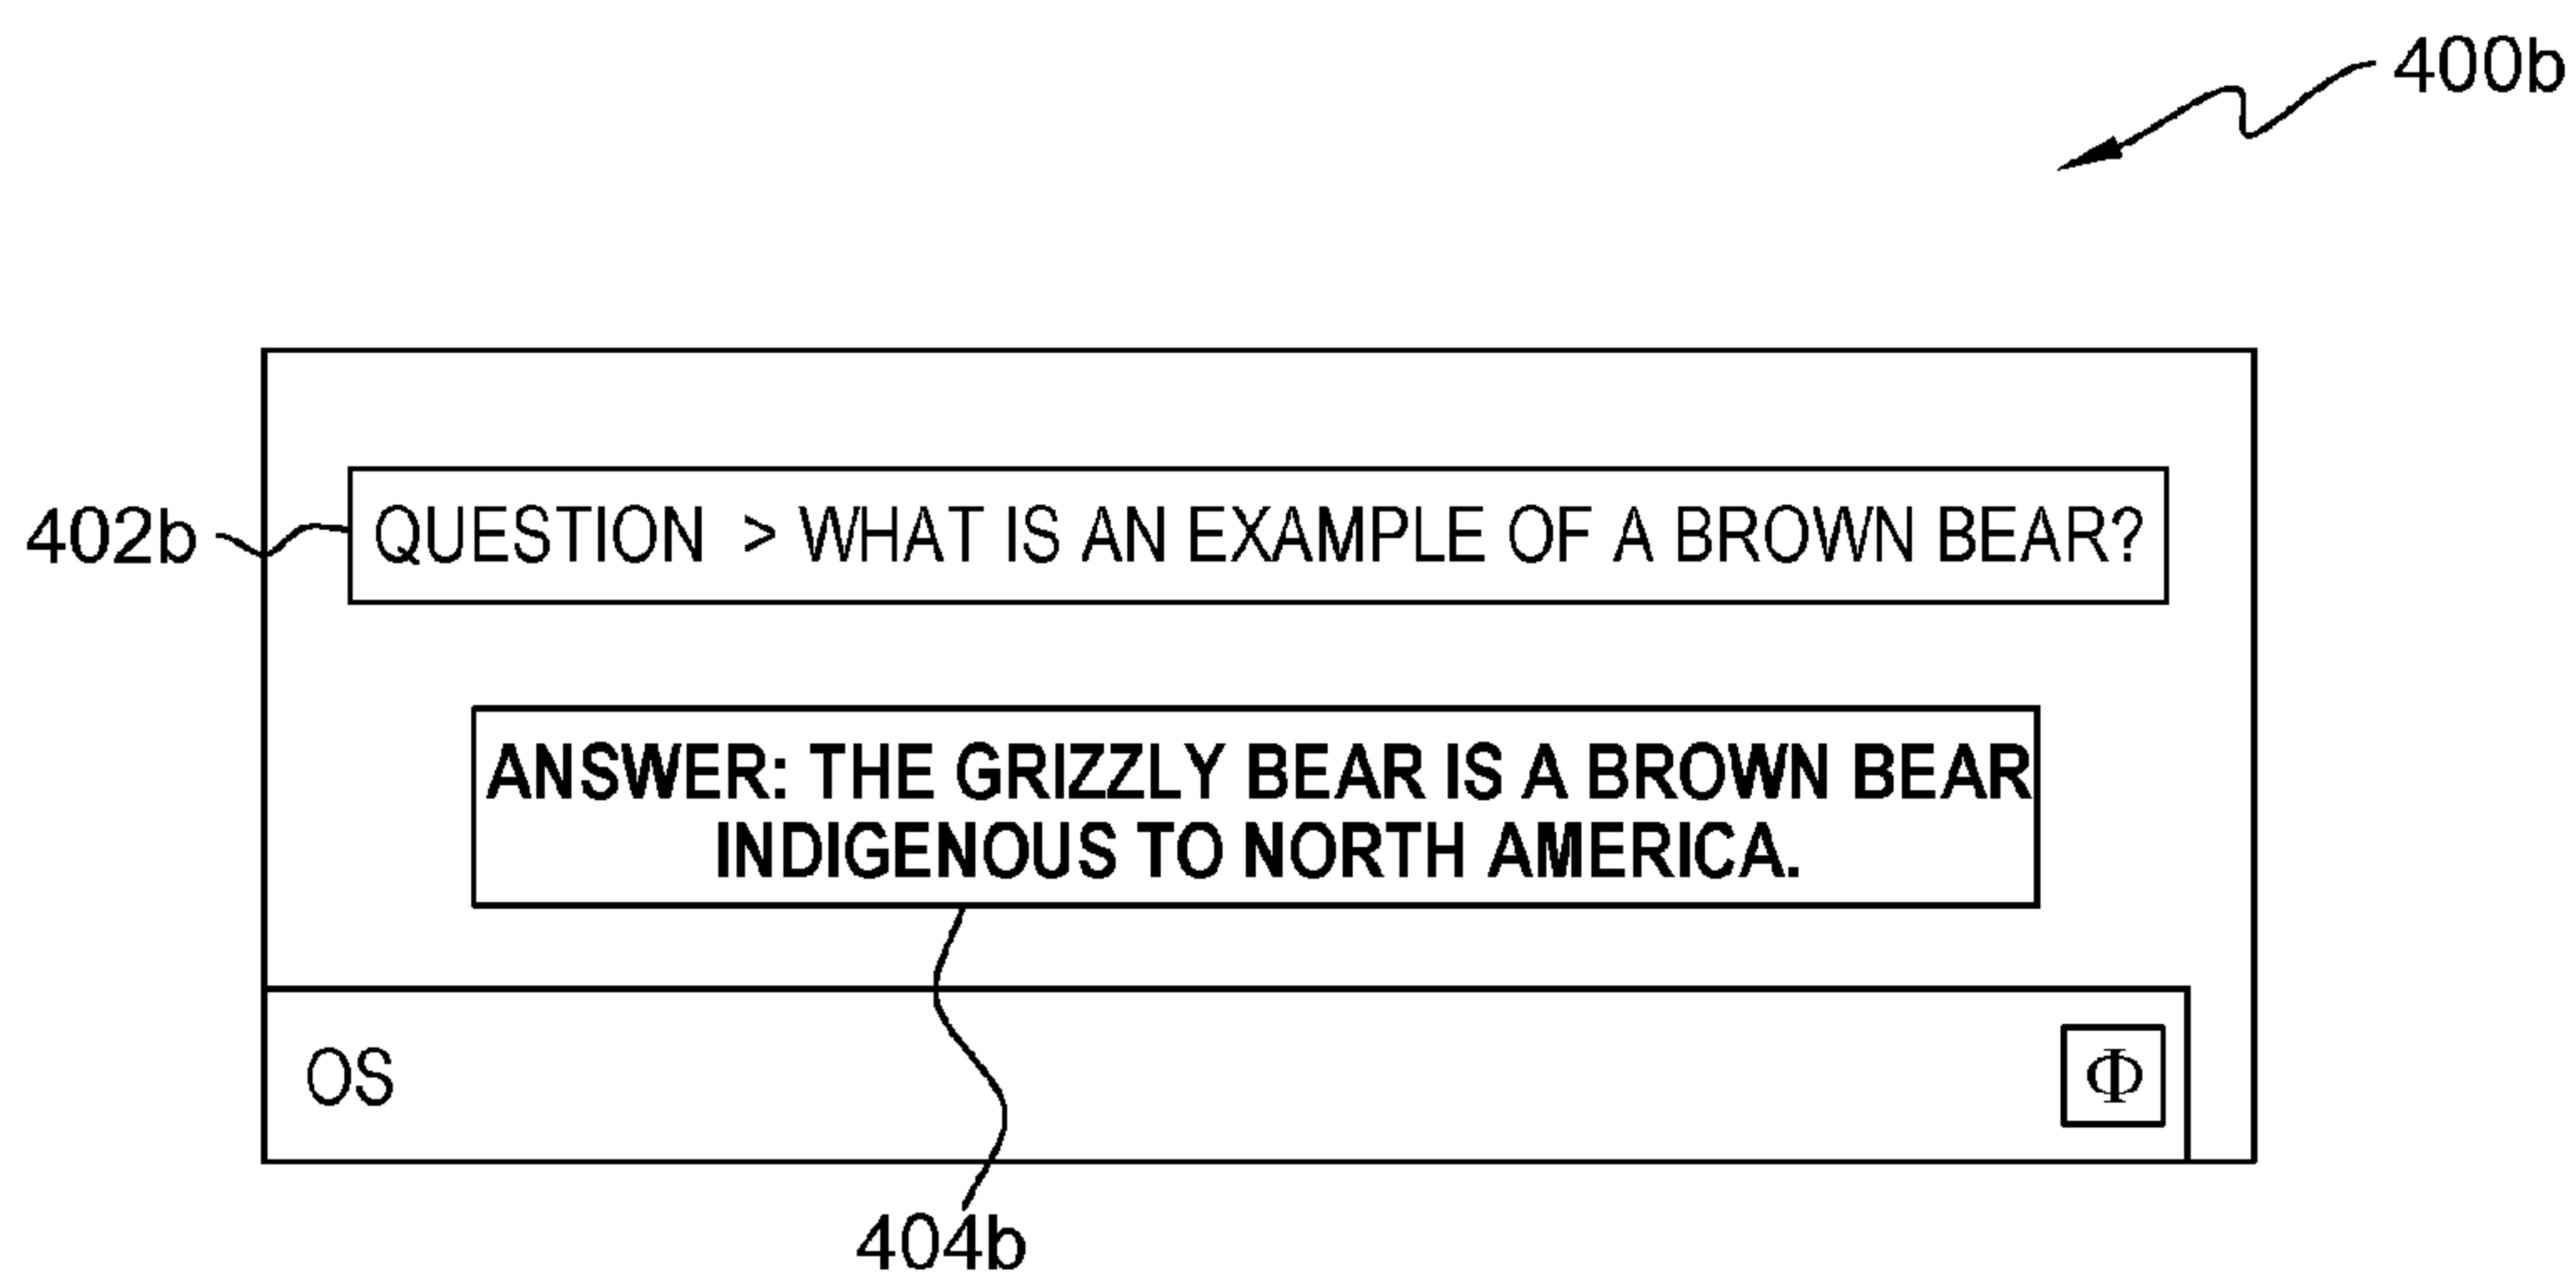 400b
402b
QUESTION > WHAT IS AN EXAMPLE OF A BROWN BEAR?
ANSWER: THE GRIZZLY BEAR IS A BROWN BEAR
INDIGENOUS TO NORTH AMERICA.
OS
Φ
404b